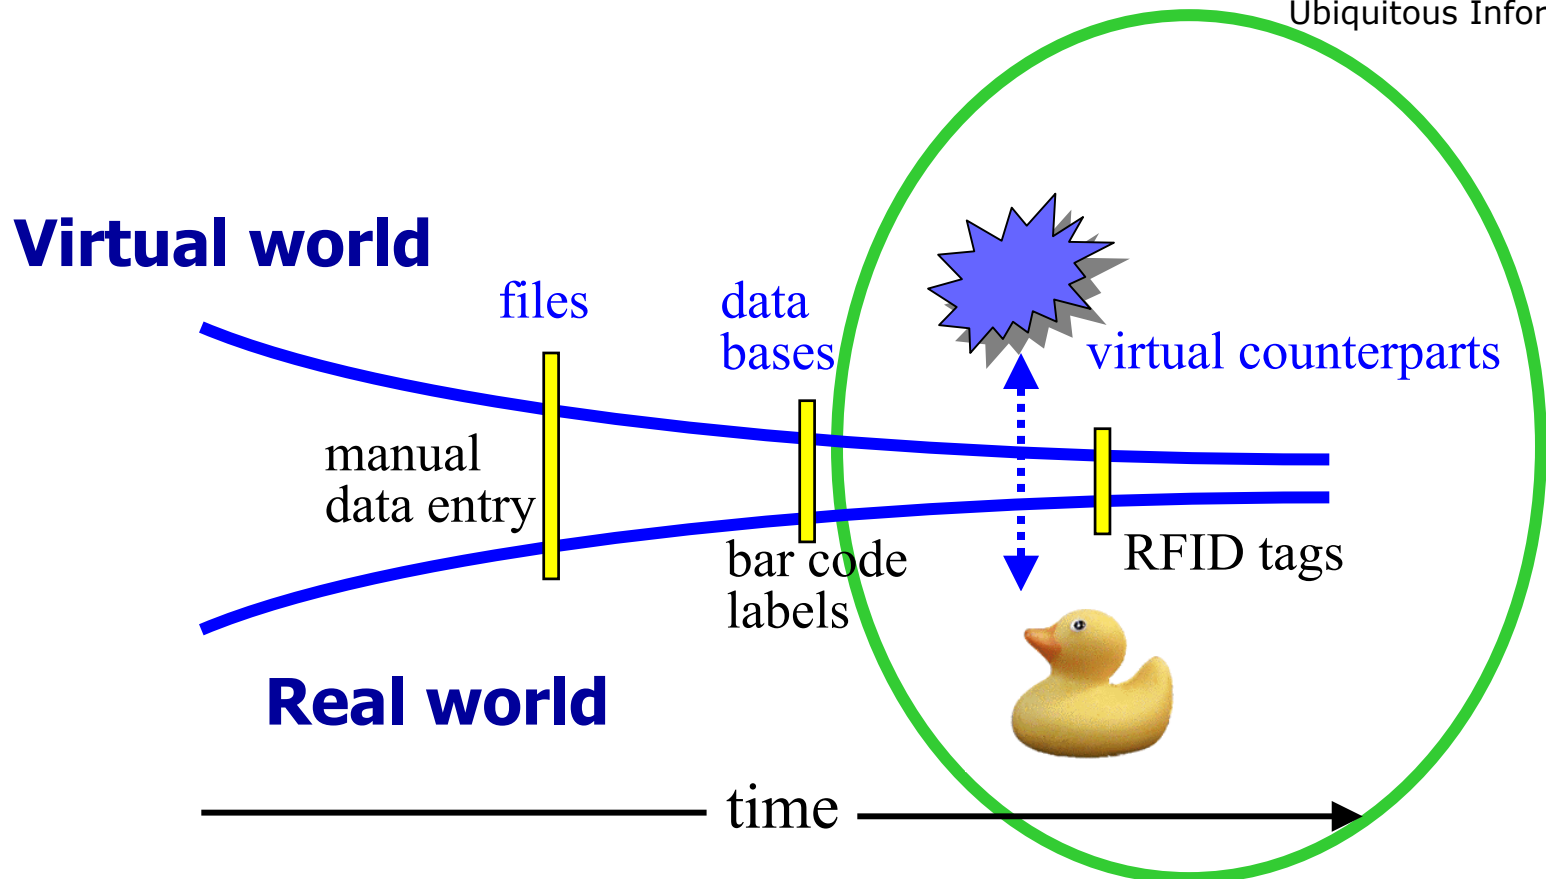 Ubiquitous Infor
Virtual world
files
data
bases
virtual counterparts
manual
data entry
bar code
labels
RFID tags
Real world
time